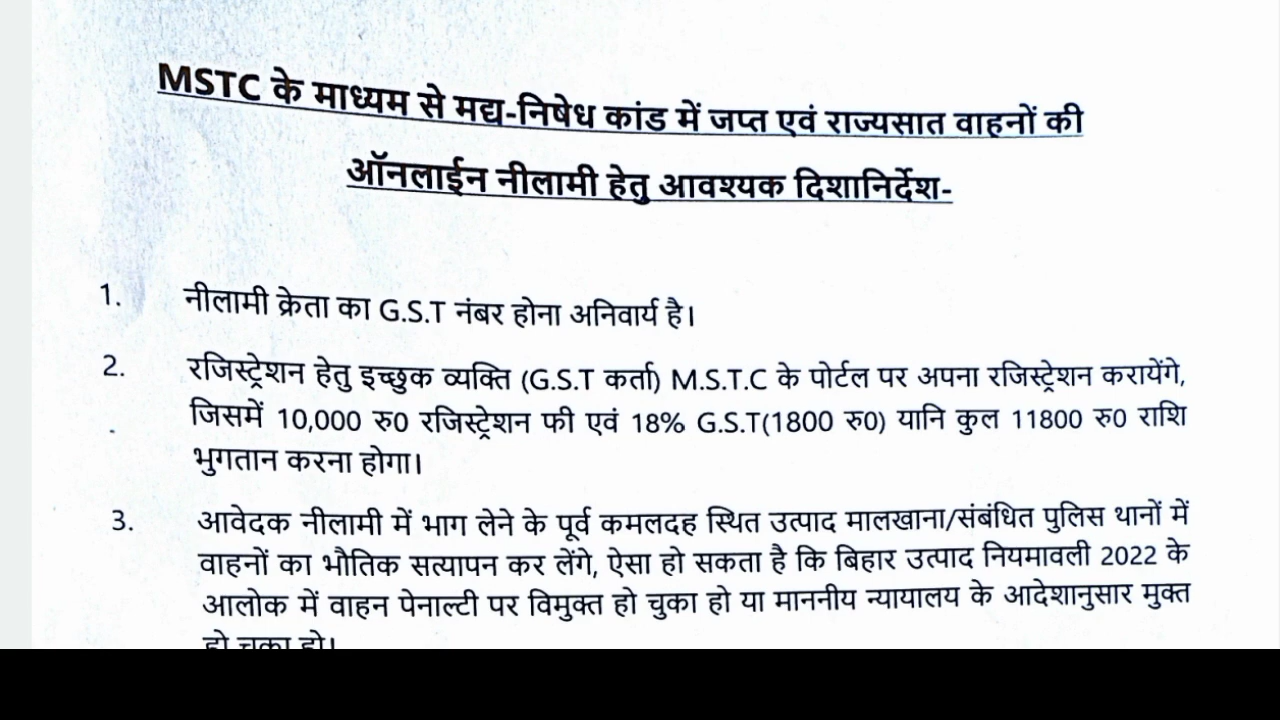 MSTC के माध्यम से मद्य-निषेध कांड में जप्त एवं राज्यसात वाहनों की
ऑनलाईन नीलामी हेतु आवश्यक दिशानिर्देश-
1. नीलामी क्रेता का G.S.T नंबर होना अनिवार्य है।
2. रजिस्ट्रेशन हेतु इच्छुक व्यक्ति (G.S.T कर्ता) M.S.T.C के पोर्टल पर अपना रजिस्ट्रेशन करायेंगे,
जिसमें 10,000 रु0 रजिस्ट्रेशन फी एवं 18% G.S.T(1800 रु0) यानि कुल 11800 रु0 राशि
भुगतान करना होगा।
3. आवेदक नीलामी में भाग लेने के पूर्व कमलदह स्थित उत्पाद मालखाना/संबंधित पुलिस थानों में
वाहनों का भौतिक सत्यापन कर लेंगे, ऐसा हो सकता है कि बिहार उत्पाद नियमावली 2022 के
आलोक में वाहन पेनाल्टी पर विमुक्त हो चुका हो या माननीय न्यायालय के आदेशानुसार मुक्त
हो चुका हो।